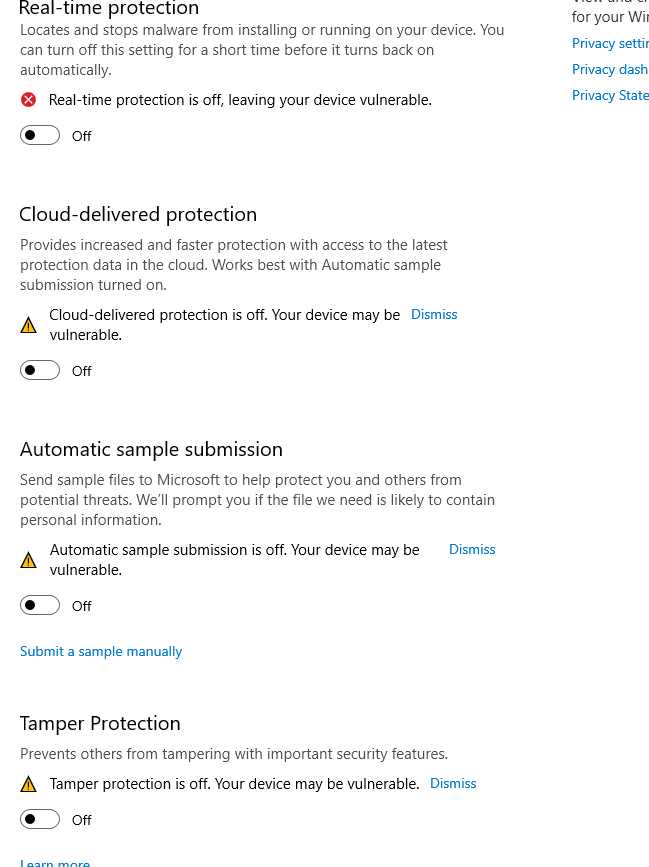 Real-time protection
Locates and stops malware from installing or running on your device. You
can turn off this setting for a short time before it turns back on
automatically.
Real-time protection is off, leaving your device vulnerable.
Off
Cloud-delivered protection
Provides increased and faster protection with access to the latest
protection data in the cloud. Works best with Automatic sample
submission turned on.
Cloud-delivered protection is off. Your device may be Dismiss
vulnerable.
Off
Automatic sample submission
Send sample files to Microsoft to help protect you and others from
potential threats. We’ll prompt you if the file we need is likely to contain
personal information.
Automatic sample submission is off. Your device may be Dismiss
vulnerable.
Off
Submit a sample manually
Tamper Protection
Prevents others from tampering with important security features.
Tamper protection is off. Your device may be vulnerable. Dismiss
Off
Learn more
for your Wi
Privacy settin
Privacy dash
Privacy State